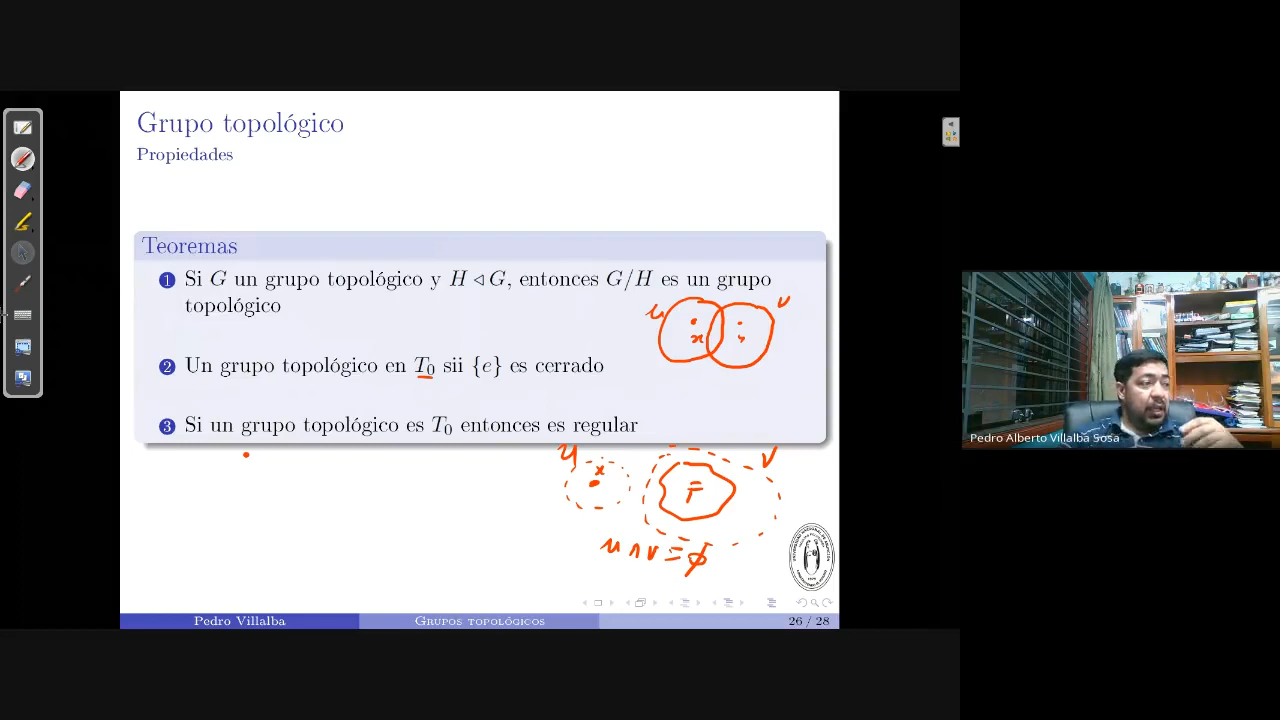 Grupo topológico
Propiedades
Teoremas
1 Si G un grupo topológico y H ◁ G, entonces G/H es un grupo
topológico
u v
x
2 Un grupo topológico en T₀ sii {e} es cerrado
3 Si un grupo topológico es T₀ entonces es regular
u x v
F
u ∩ v = ϕ
Pedro Villalba Grupos topológicos 26 / 28
Pedro Alberto Villalba Sosa